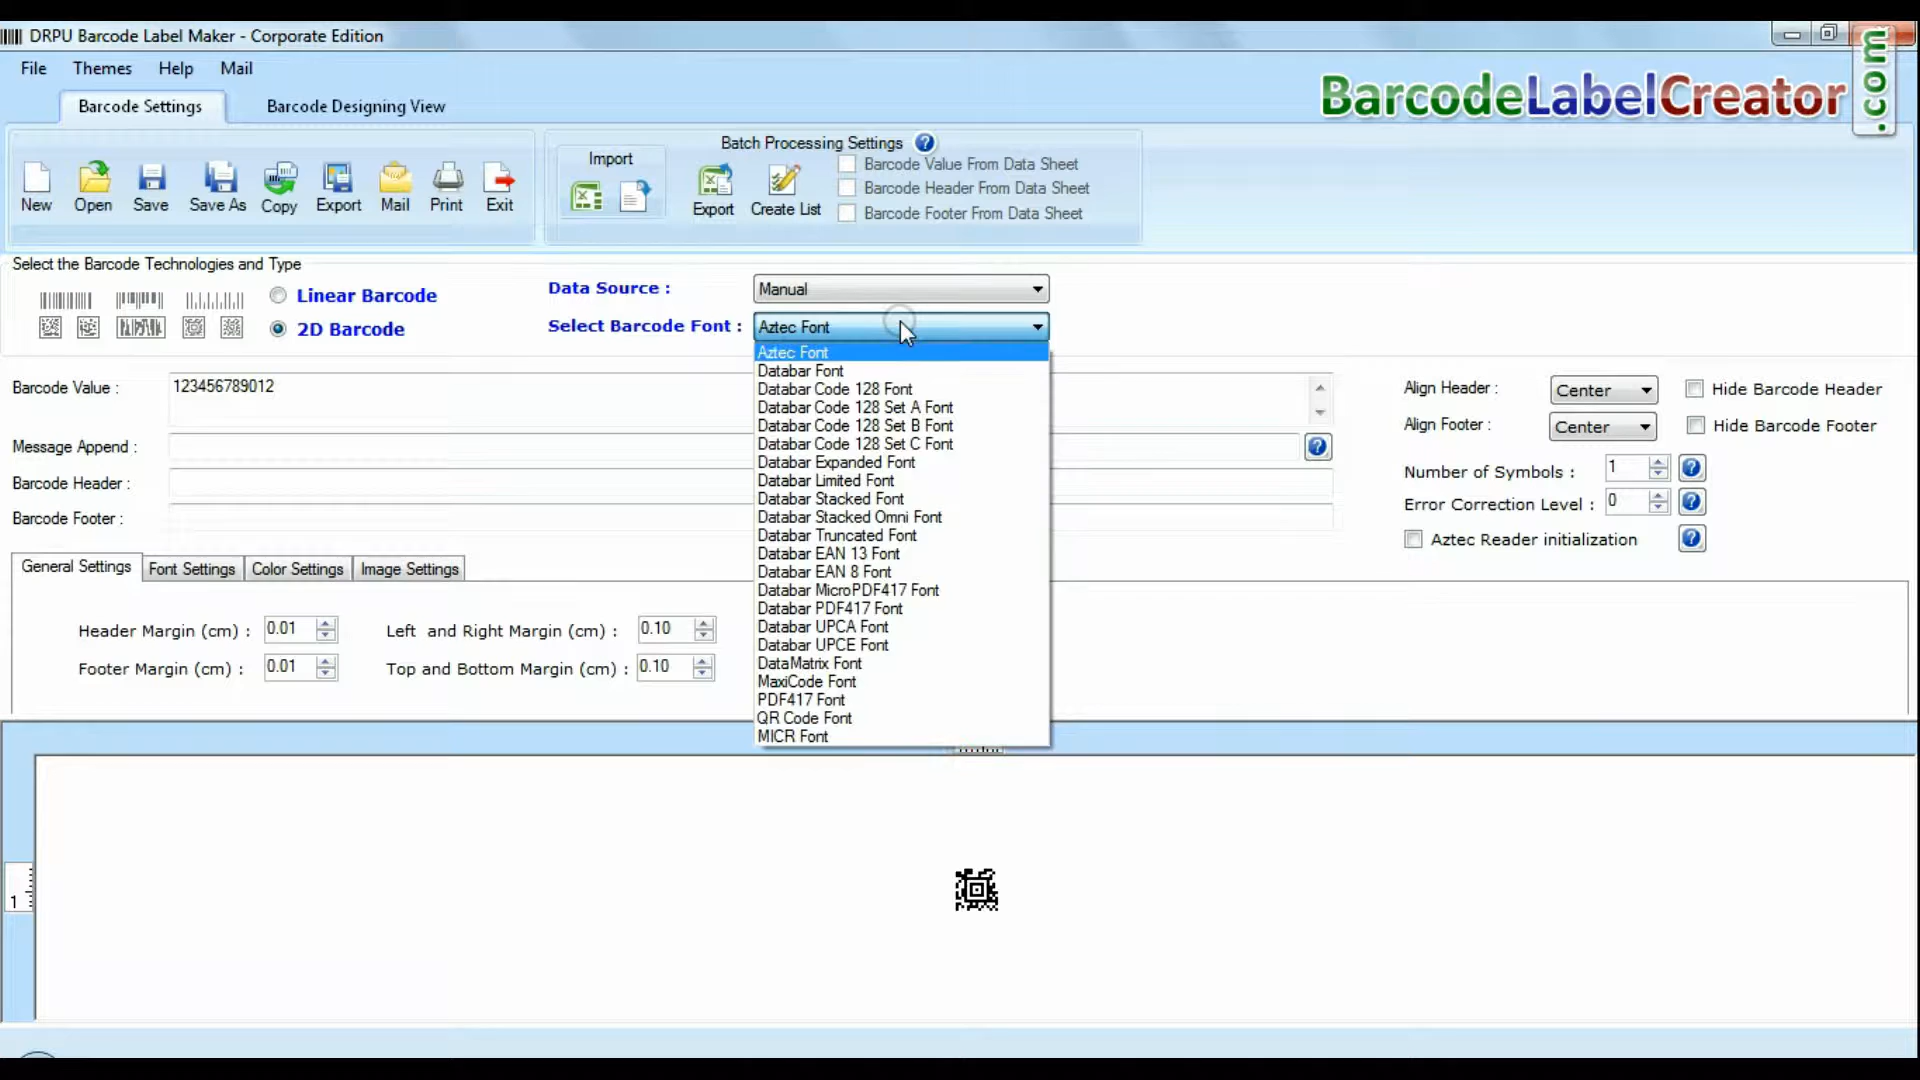 DRPU Barcode Label Maker - Corporate Edition
File Themes Help Mail
BarcodeLabelCreator.com
Barcode Settings Barcode Designing View
New Open Save Save As Copy Export Mail Print Exit
Import
Batch Processing Settings
Export Create List
Barcode Value From Data Sheet
Barcode Header From Data Sheet
Barcode Footer From Data Sheet
Select the Barcode Technologies and Type
Linear Barcode
2D Barcode
Data Source : Manual
Select Barcode Font : Aztec Font
Aztec Font
Databar Font
Databar Code 128 Font
Databar Code 128 Set A Font
Databar Code 128 Set B Font
Databar Code 128 Set C Font
Databar Expanded Font
Databar Limited Font
Databar Stacked Font
Databar Stacked Omni Font
Databar Truncated Font
Databar EAN 13 Font
Databar EAN 8 Font
Databar MicroPDF417 Font
Databar PDF417 Font
Databar UPCA Font
Databar UPCE Font
DataMatrix Font
MaxiCode Font
PDF417 Font
QR Code Font
MICR Font
Barcode Value : 123456789012
Message Append :
Barcode Header :
Barcode Footer :
Align Header : Center Hide Barcode Header
Align Footer : Center Hide Barcode Footer
Number of Symbols : 1
Error Correction Level : 0
Aztec Reader initialization
General Settings Font Settings Color Settings Image Settings
Header Margin (cm) : 0.01 Left and Right Margin (cm) : 0.10
Footer Margin (cm) : 0.01 Top and Bottom Margin (cm) : 0.10
1